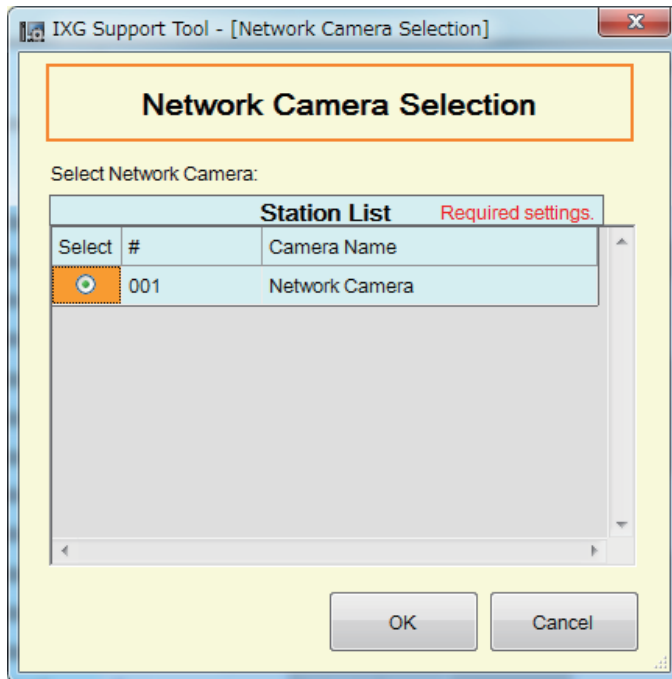 IXG Support Tool - [Network Camera Selection]
Network Camera Selection
Select Network Camera:
Station List Required settings.
Select # Camera Name
001 Network Camera
OK Cancel